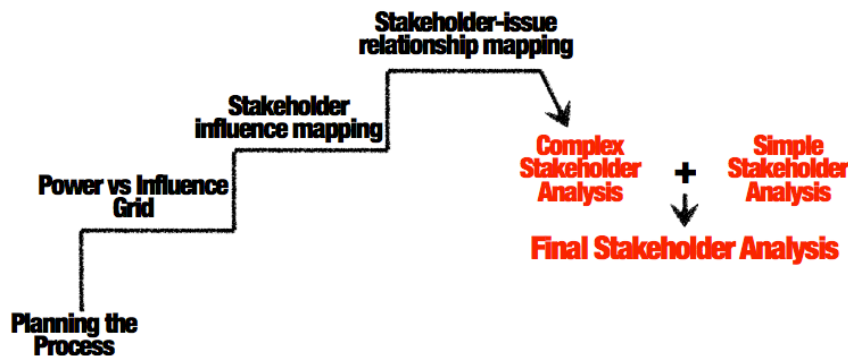 Stakeholder-issue
relationship mapping
Stakeholder
influence mapping
Power vs Influence
Grid
Planning the
Process
Complex
Stakeholder
Analysis
+
Simple
Stakeholder
Analysis
Final Stakeholder Analysis